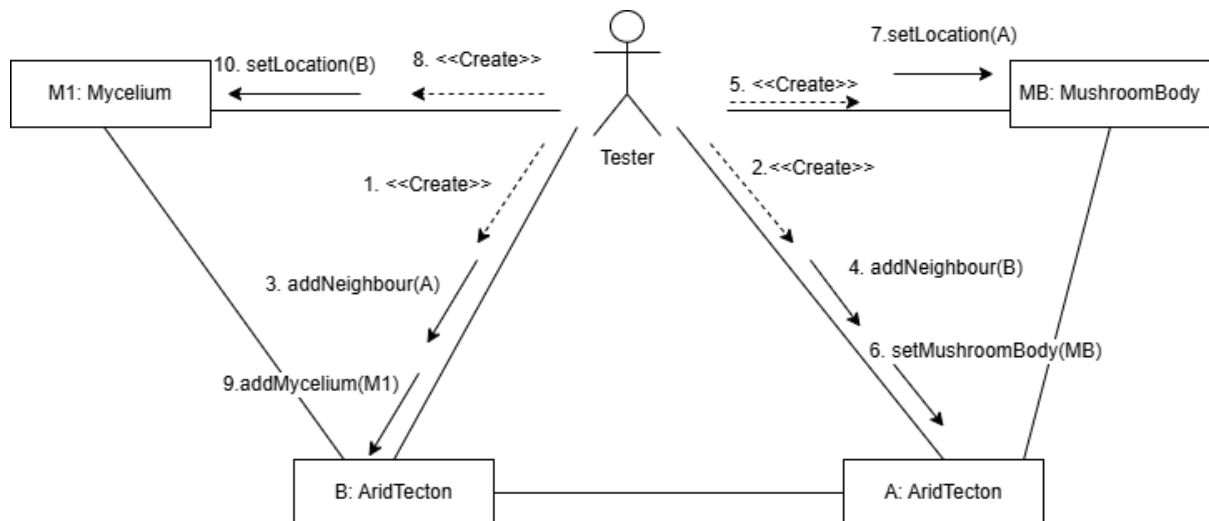 7.setLocation(A)
10. setLocation(B)
8. <<Create>>
5. <<Create>>
M1: Mycelium
MB: MushroomBody
Tester
1. <<Create>>
2.<<Create>>
3. addNeighbour(A)
4. addNeighbour(B)
6. setMushroomBody(MB)
9.addMycelium(M1)
B: AridTecton
A: AridTecton